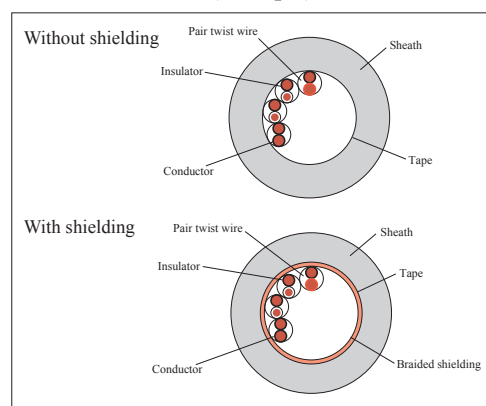 Without shielding
Pair twist wire
Sheath
Insulator
Conductor
Tape
With shielding
Pair twist wire
Sheath
Insulator
Tape
Conductor
Braided shielding